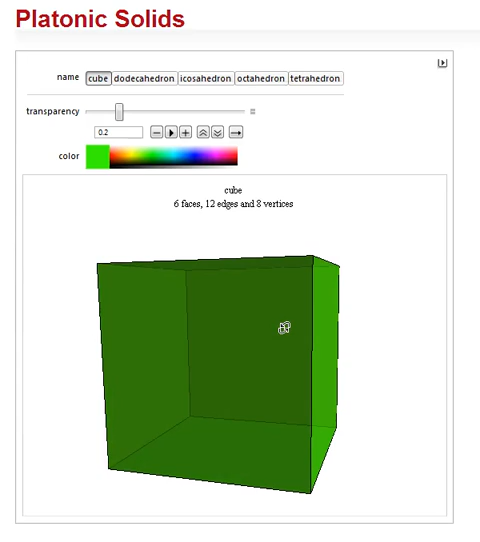 Platonic Solids
name cube dodecahedron icosahedron octahedron tetrahedron
transparency
0.2
color
cube
6 faces, 12 edges and 8 vertices